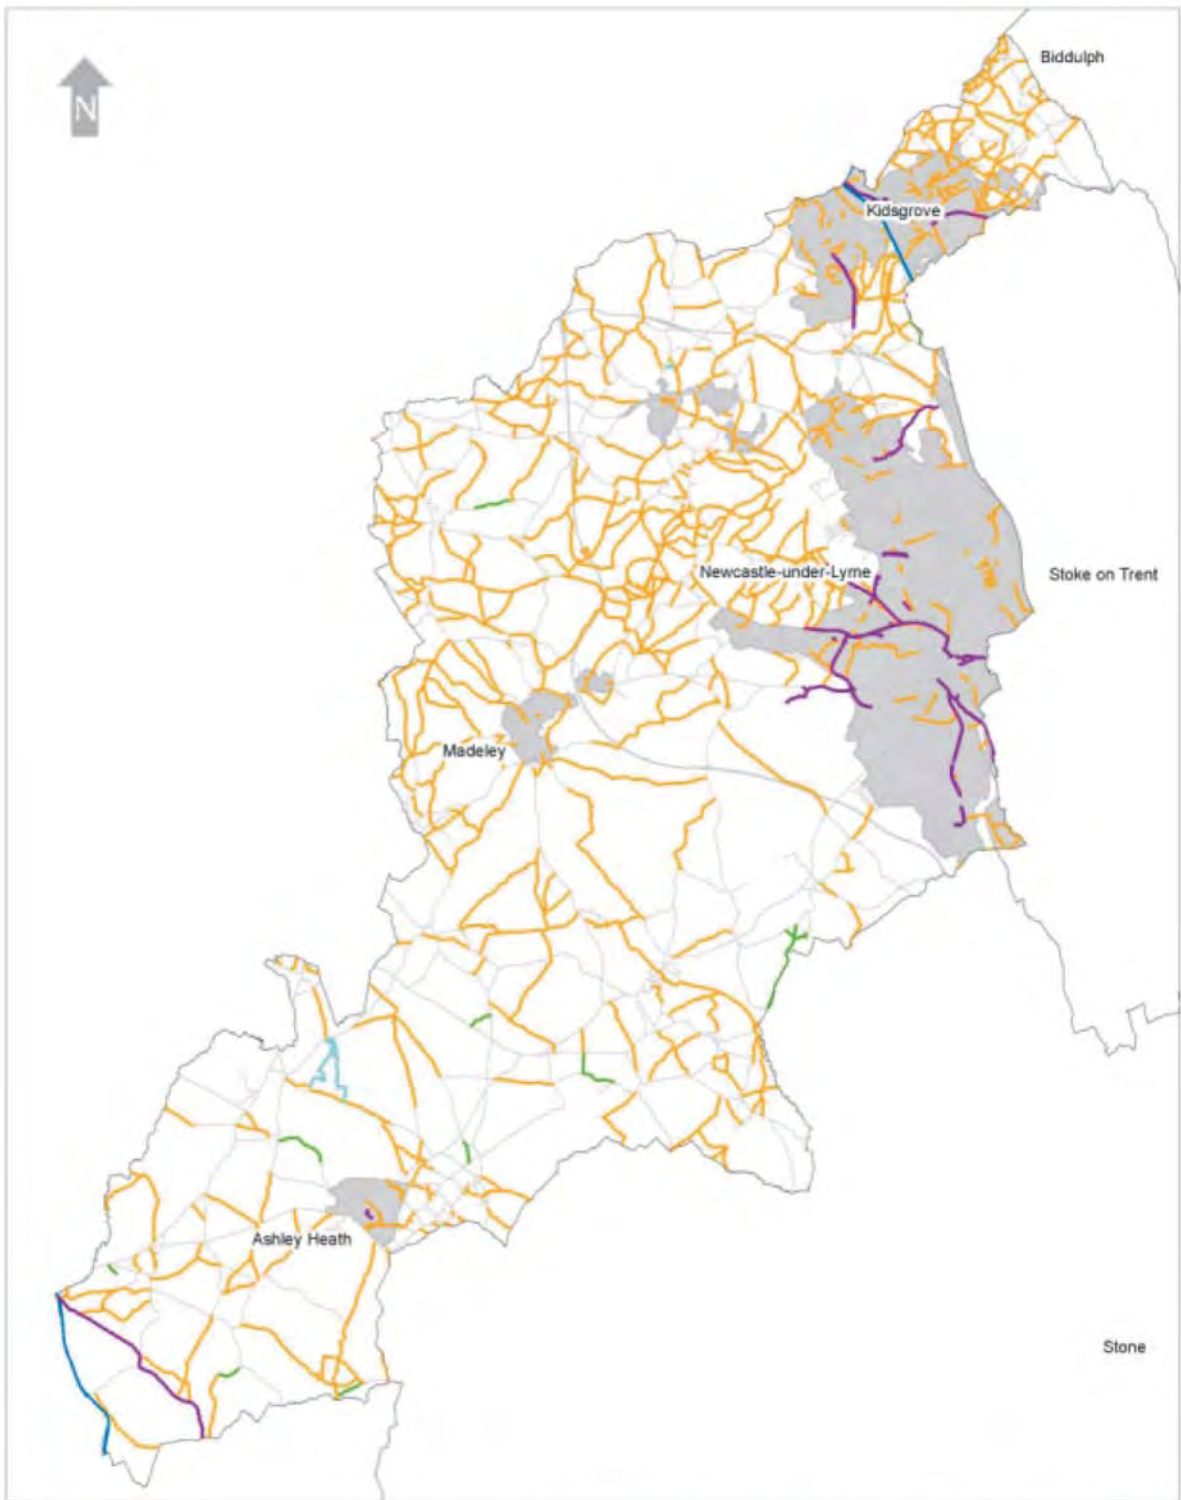 Biddulph
N
Kidsgrove
Newcastle-under-Lyme
Stoke on Trent
Madeley
Ashley Heath
Stone